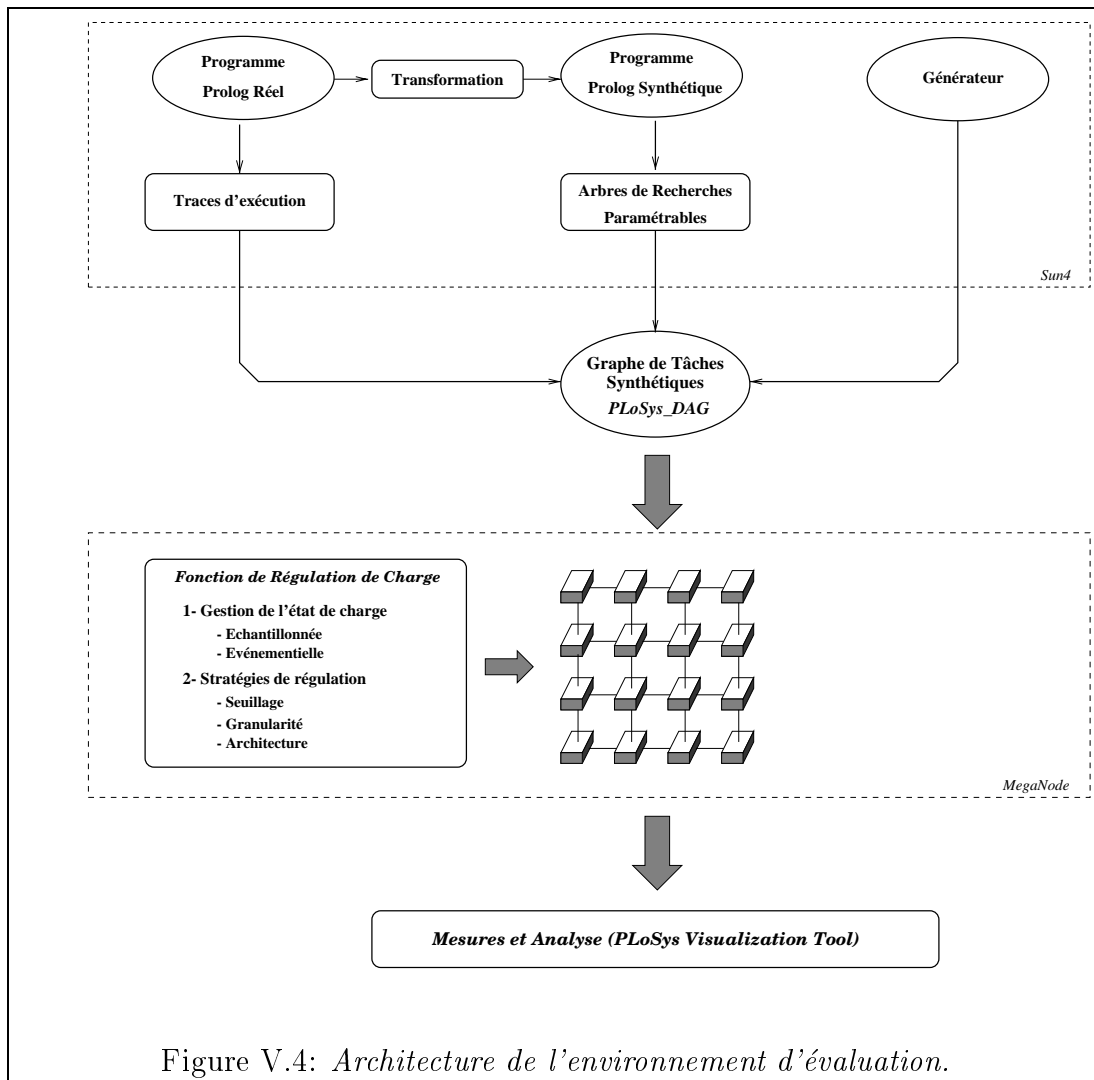 Programme
Prolog Réel
Transformation
Programme
Prolog Synthétique
Générateur
Traces d'exécution
Arbres de Recherches
Paramétrables
Sun4
Graphe de Tâches
Synthétiques
PLoSys_DAG
Fonction de Régulation de Charge
1- Gestion de l'état de charge
- Echantillonnée
- Evénementielle
2- Stratégies de régulation
- Seuillage
- Granularité
- Architecture
MegaNode
Mesures et Analyse (PLoSys Visualization Tool)
Figure V.4: Architecture de l'environnement d'évaluation.